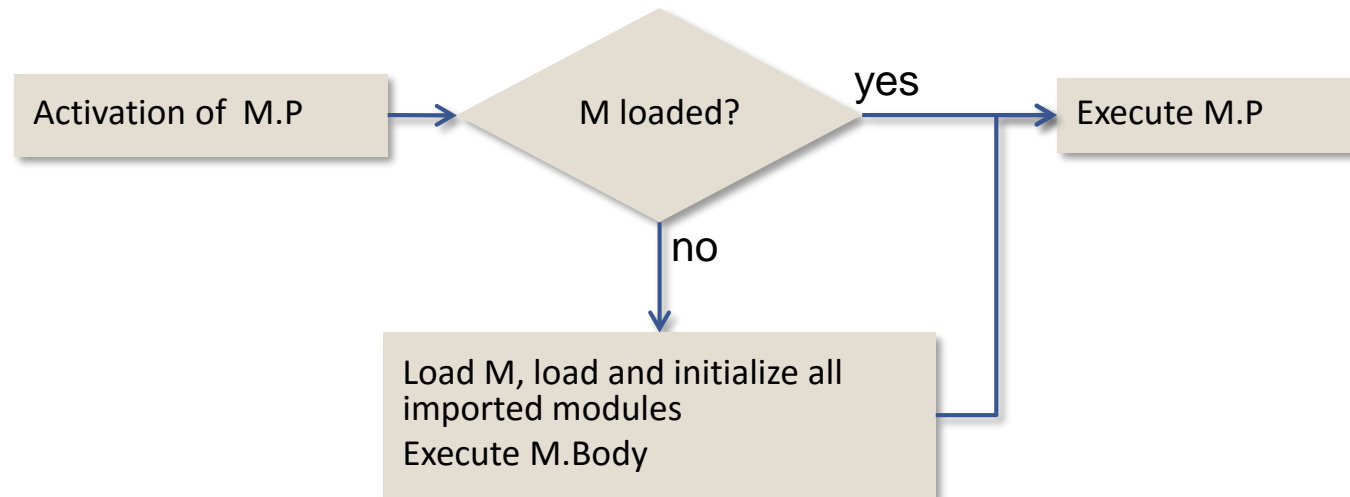 Activation of M.P
M loaded?
yes
Execute M.P
no
Load M, load and initialize all
imported modules
Execute M.Body